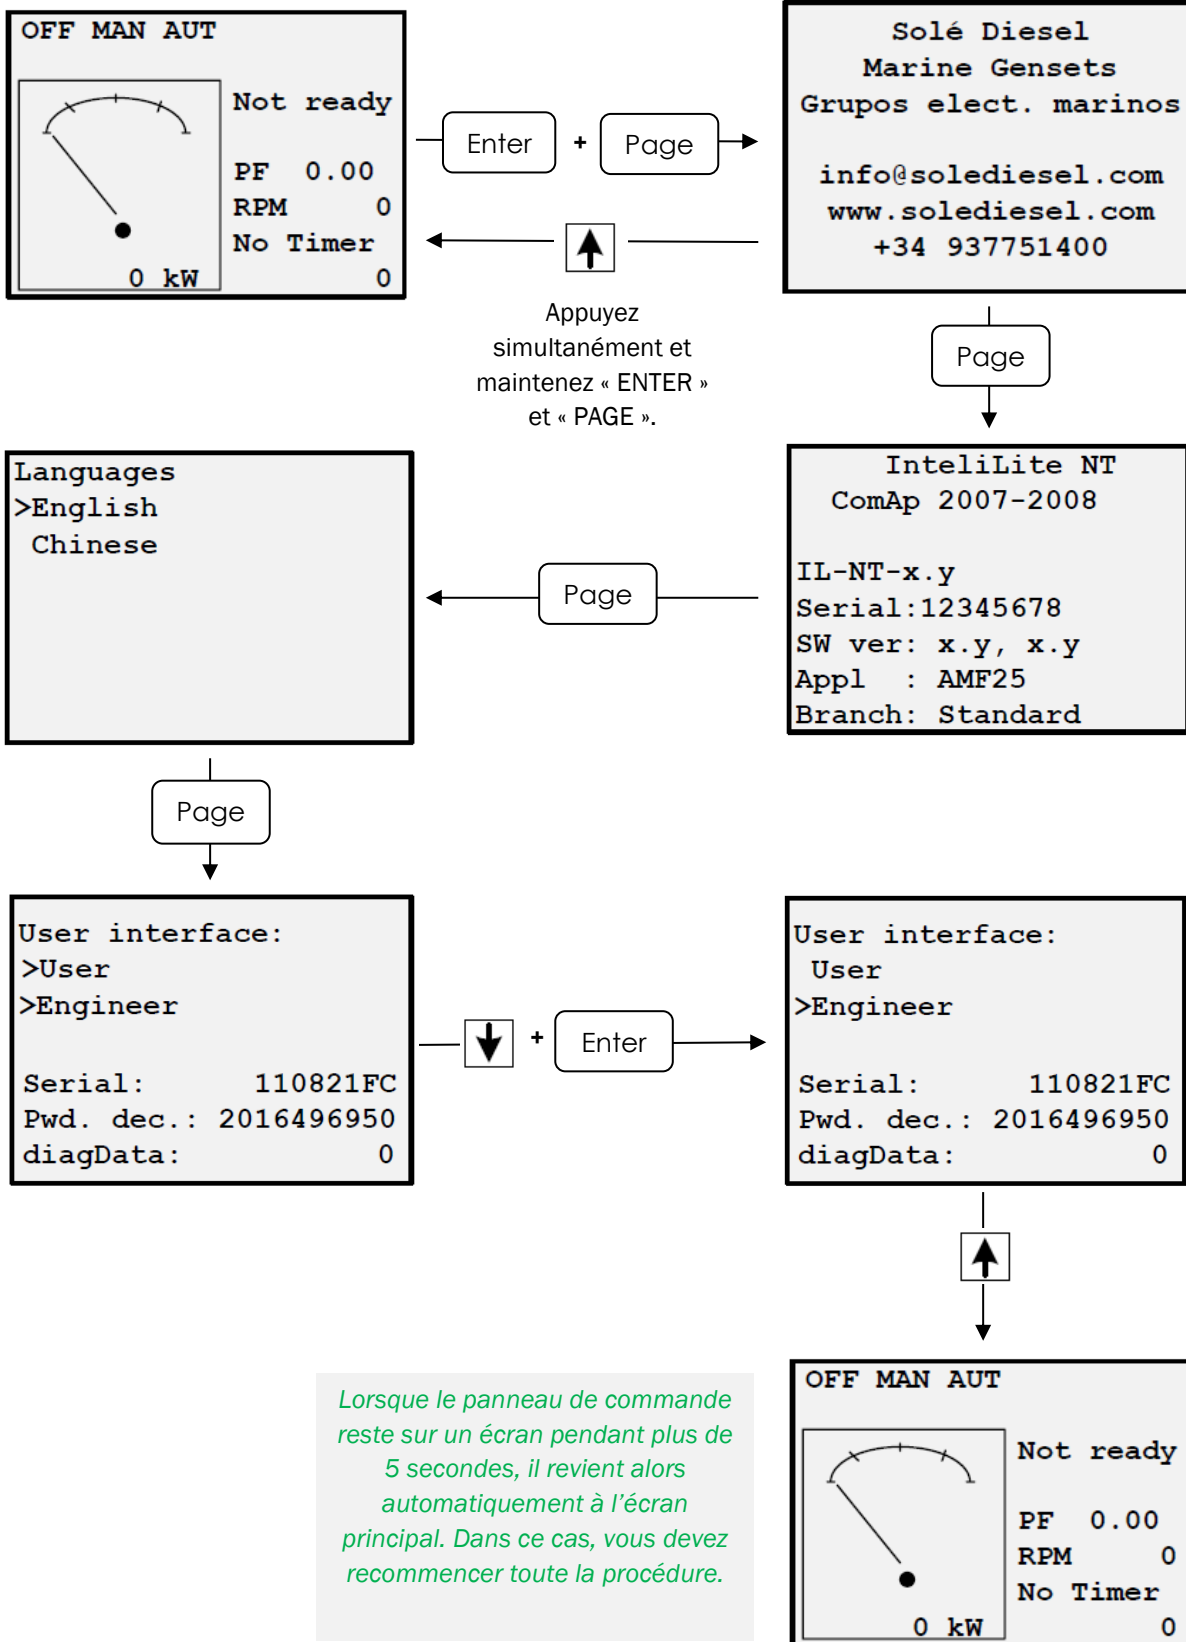 OFF MAN AUT
Not ready
PF 0.00
RPM 0
No Timer
0 kW 0
Enter + Page
Appuyez
simultanément et
maintenez « ENTER »
et « PAGE ».
Solé Diesel
Marine Gensets
Grupos elect. marinos
info@solediesel.com
www.solediesel.com
+34 937751400
Page
InteliLite NT
ComAp 2007-2008
IL-NT-x.y
Serial:12345678
SW ver: x.y, x.y
Appl : AMF25
Branch: Standard
Page
Languages
>English
Chinese
Page
User interface:
>User
>Engineer
Serial: 110821FC
Pwd. dec.: 2016496950
diagData: 0
+ Enter
User interface:
User
>Engineer
Serial: 110821FC
Pwd. dec.: 2016496950
diagData: 0
Lorsque le panneau de commande
reste sur un écran pendant plus de
5 secondes, il revient alors
automatiquement à l’écran
principal. Dans ce cas, vous devez
recommencer toute la procédure.
OFF MAN AUT
Not ready
PF 0.00
RPM 0
No Timer
0 kW 0